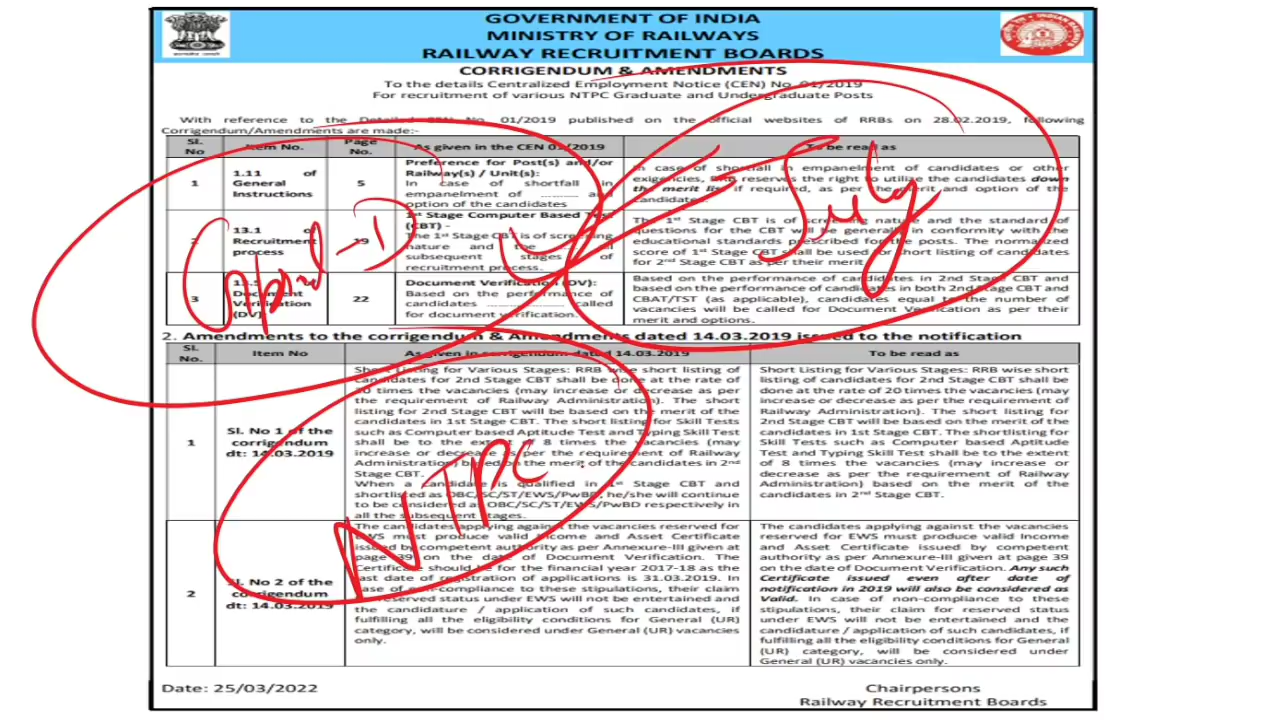 GOVERNMENT OF INDIA
MINISTRY OF RAILWAYS
RAILWAY RECRUITMENT BOARDS
CORRIGENDUM & AMENDMENTS
To the details Centralized Employment Notice (CEN) No. 01/2019
For recruitment of various NTPC Graduate and Undergraduate Posts
With reference to the Detailed CEN No. 01/2019 published on the official websites of RRBs on 28.02.2019, following
Corrigendum/Amendments are made:-
Sl. No
Item No.
Page No.
As given in the CEN 01/2019
To be read as
1
1.11 of
General
Instructions
5
Preference for Post(s) and/or
Railway(s) / Unit(s):
In case of shortfall in
empanelment of ............ and
option of the candidates
In case of shortfall in empanelment of candidates or other
exigencies, RRB reserves the right to utilize the candidates down
the merit list if required, as per the merit and option of the
candidates.
2
13.1 of
Recruitment
process
19
1st Stage Computer Based Test
(CBT) -
The 1st Stage CBT is of screening
nature and the
subsequent stages of
recruitment process.
The 1st Stage CBT is of screening nature and the standard of
questions for the CBT will be generally in conformity with the
educational standards prescribed for the posts. The normalized
score of 1st Stage CBT shall be used for short listing of candidates
for 2nd Stage CBT as per their merit
3
Document
Verification
(DV)
22
Document Verification (DV):
Based on the performance of
candidates ................... called
for document verification.
Based on the performance of candidates in 2nd Stage CBT and
based on the performance of candidates in both 2nd Stage CBT and
CBAT/TST (as applicable), candidates equal to the number of
vacancies will be called for Document Verification as per their
merit and options.
2. Amendments to the corrigendum & Amendments dated 14.03.2019 issued to the notification
Sl. No.
Item No
As given in corrigendum dated 14.03.2019
To be read as
1
Sl. No 1 of the
corrigendum
dt: 14.03.2019
Short Listing for Various Stages: RRB wise short listing of
candidates for 2nd Stage CBT shall be done at the rate of
20 times the vacancies (may increase or decrease as per
the requirement of Railway Administration). The short
listing for 2nd Stage CBT will be based on the merit of the
candidates in 1st Stage CBT. The short listing for Skill Tests
such as Computer based Aptitude Test and Typing Skill Test
shall be to the extent of 8 times the vacancies (may
increase or decrease as per the requirement of Railway
Administration) based on the merit of the candidates in 2nd
Stage CBT.
When a candidate is qualified in 1st Stage CBT and
shortlisted as OBC/SC/ST/EWS/PwBD, he/she will continue
to be considered as OBC/SC/ST/EWS/PwBD respectively in
all the subsequent stages.
Short Listing for Various Stages: RRB wise short
listing of candidates for 2nd Stage CBT shall be
done at the rate of 20 times the vacancies (may
increase or decrease as per the requirement of
Railway Administration). The short listing for
2nd Stage CBT will be based on the merit of the
candidates in 1st Stage CBT. The shortlisting for
Skill Tests such as Computer based Aptitude
Test and Typing Skill Test shall be to the extent
of 8 times the vacancies (may increase or
decrease as per the requirement of Railway
Administration) based on the merit of the
candidates in 2nd Stage CBT.
2
Sl. No 2 of the
corrigendum
dt: 14.03.2019
The candidates applying against the vacancies reserved for
EWS must produce valid Income and Asset Certificate
issued by competent authority as per Annexure-III given at
page 39 on the date of Document Verification. The
Certificate should be for the financial year 2017-18 as the
last date of registration of applications is 31.03.2019. In
case of non-compliance to these stipulations, their claim
for reserved status under EWS will not be entertained and
the candidature / application of such candidates, if
fulfilling all the eligibility conditions for General (UR)
category, will be considered under General (UR) vacancies
only.
The candidates applying against the vacancies
reserved for EWS must produce valid Income
and Asset Certificate issued by competent
authority as per Annexure-III given at page 39
on the date of Document Verification. Any such
Certificate issued even after date of
notification in 2019 will also be considered as
Valid. In case of non-compliance to these
stipulations, their claim for reserved status
under EWS will not be entertained and the
candidature / application of such candidates, if
fulfilling all the eligibility conditions for General
(UR) category, will be considered under
General (UR) vacancies only.
Date: 25/03/2022
Chairpersons
Railway Recruitment Boards
July
NTPC